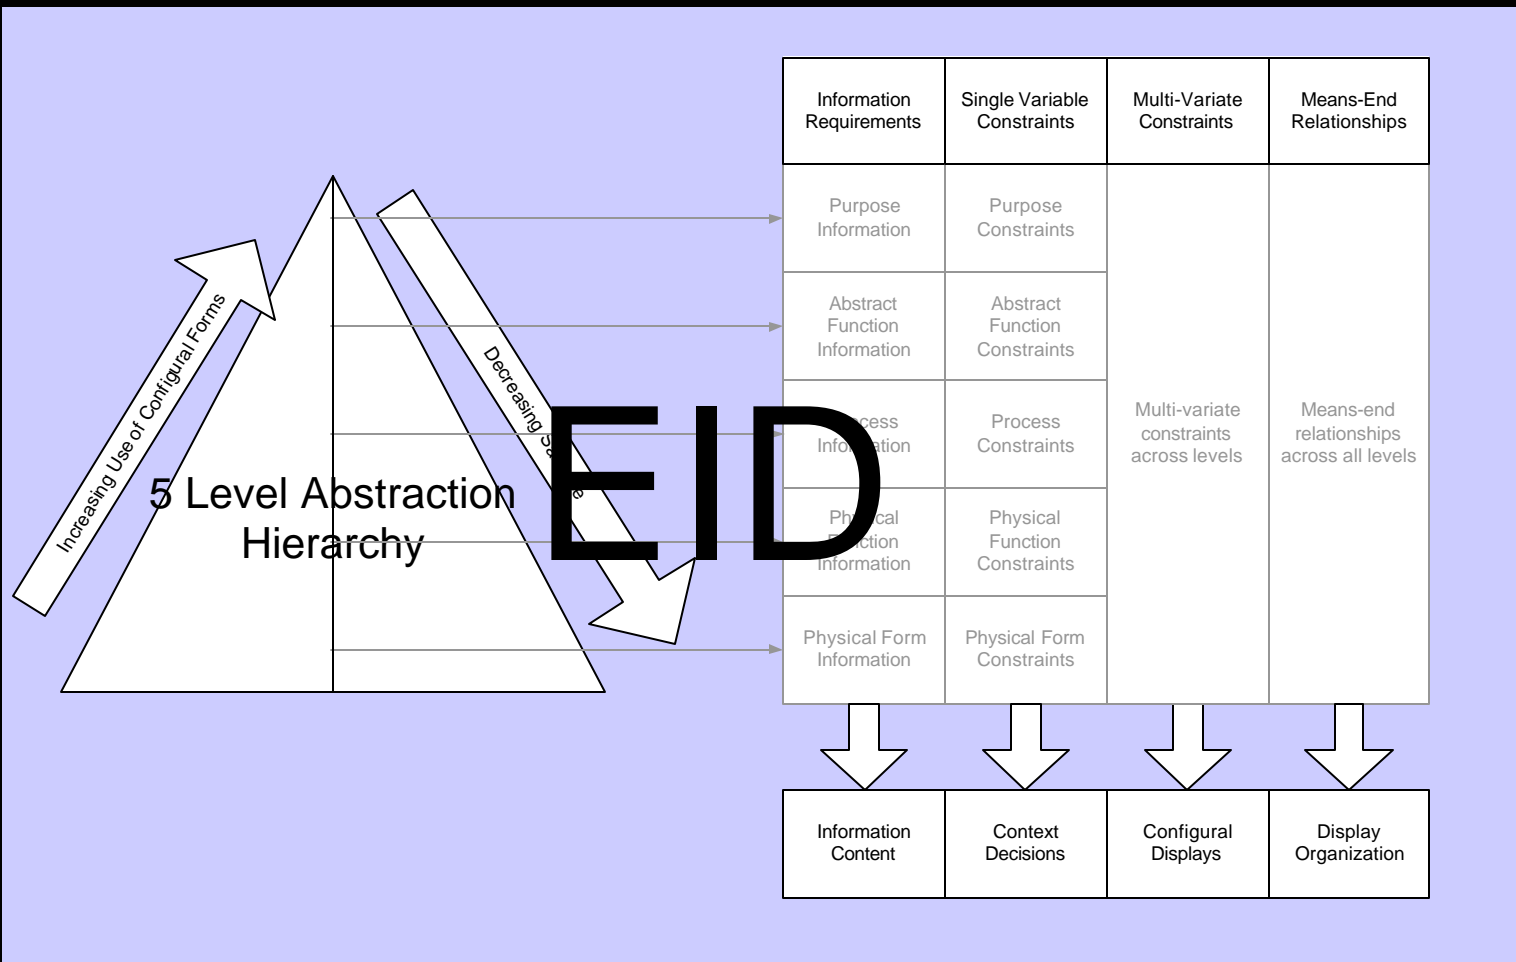 Information
Requirements
Single Variable
Constraints
Multi-Variate
Constraints
Means-End
Relationships
Purpose
Information
Purpose
Constraints
Abstract
Function
Information
Abstract
Function
Constraints
Information
Process
Constraints
Multi-variate
constraints
across levels
Means-end
relationships
across all levels
Physical
Function
Information
Physical
Function
Constraints
Physical Form
Information
Physical Form
Constraints
Increasing Use of Configural Forms
Decreasing
5 Level Abstraction
Hierarchy
EID
Information
Content
Context
Decisions
Configural
Displays
Display
Organization